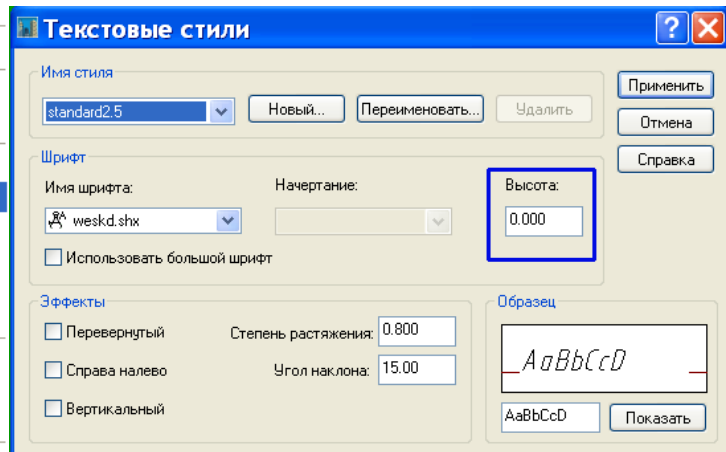 Текстовые стили
Имя стиля
Применить
standard2.5
Новый...
Переименовать...
Удалить
Отмена
Справка
Шрифт
Имя шрифта:
Начертание:
Высота:
weskd.shx
0.000
Использовать большой шрифт
Эффекты
Перевернутый
Степень растяжения: 0.800
Справа налево
Угол наклона: 15.00
Вертикальный
Образец
AaBbCcD
AaBbCcD
Показать